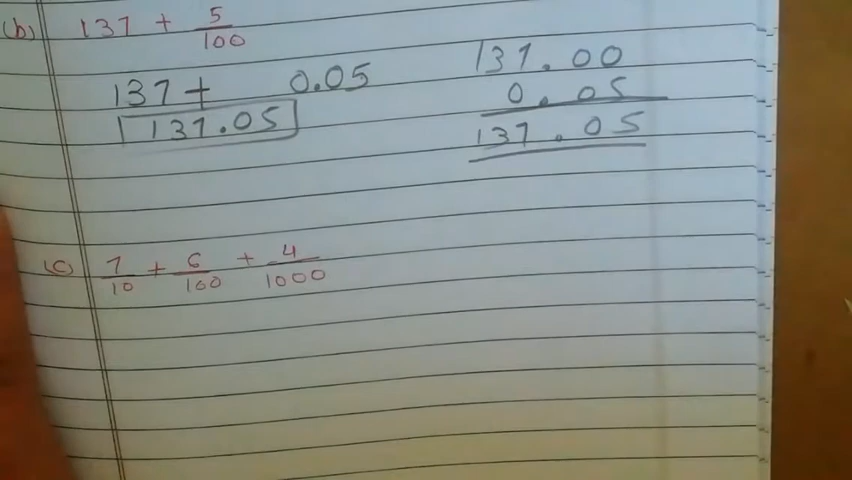 (b) 137 + 5/100
137 + 0.05
137.05
137.00
0.05
137.05
(c) 7/10 + 6/100 + 4/1000